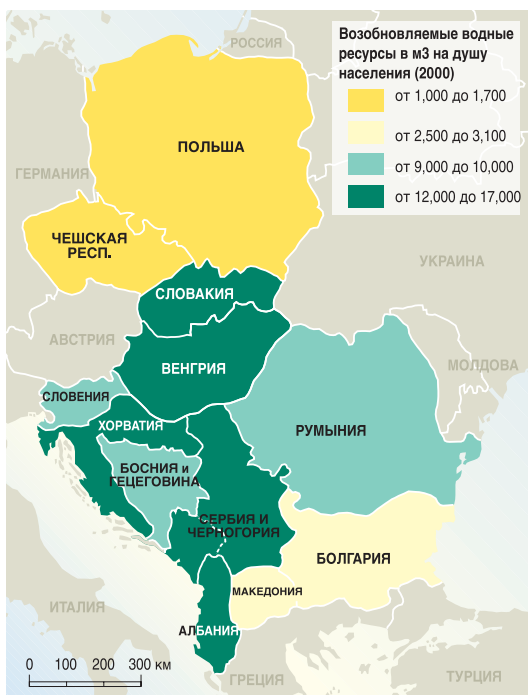 РОССИЯ
Возобновляемые водные
ресурсы в м3 на душу
населения (2000)
от 1,000 до 1,700
от 2,500 до 3,100
от 9,000 до 10,000
от 12,000 до 17,000
ПОЛЬША
ГЕРМАНИЯ
ЧЕШСКАЯ
РЕСП.
УКРАИНА
СЛОВАКИЯ
АВСТРИЯ
ВЕНГРИЯ
МОЛДОВА
СЛОВЕНИЯ
ХОРВАТИЯ
РУМЫНИЯ
БОСНИЯ и
ГЕЦЕГОВИНА
СЕРБИЯ И
ЧЕРНОГОРИЯ
БОЛГАРИЯ
МАКЕДОНИЯ
ИТАЛИЯ
АЛБАНИЯ
ГРЕЦИЯ
ТУРЦИЯ
0 100 200 300 км